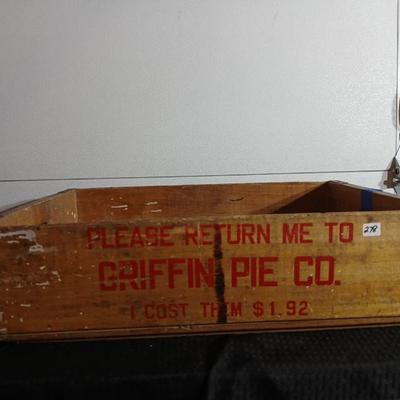 PLEASE RETURN ME TO
278
GRIFFIN PIE CO.
I COST THEM $1.92